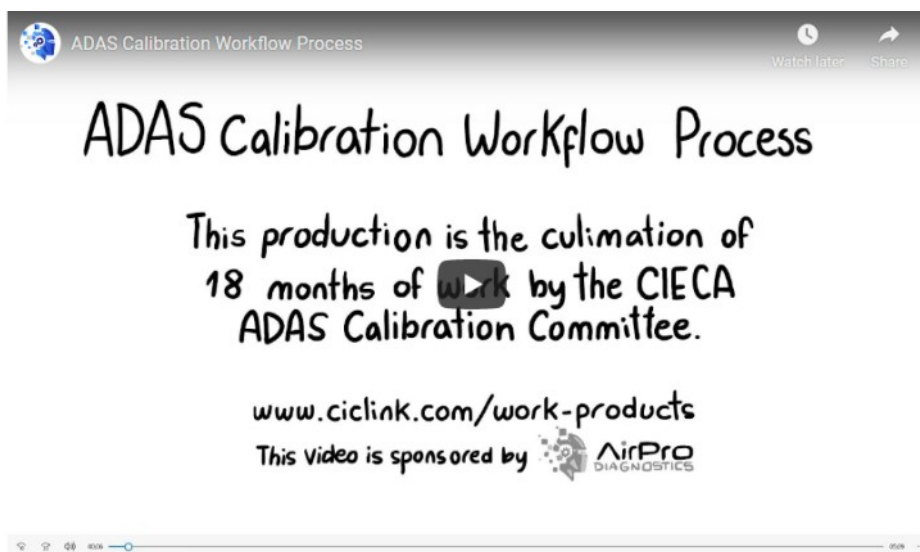 ADAS Calibration Workflow Process
Watch later
Share
ADAS Calibration Workflow Process
This production is the culimation of
18 months of work by the CIECA
ADAS Calibration Committee.
www.ciclink.com/work-products
This Video is sponsored by AirPro
DIAGNOSTICS